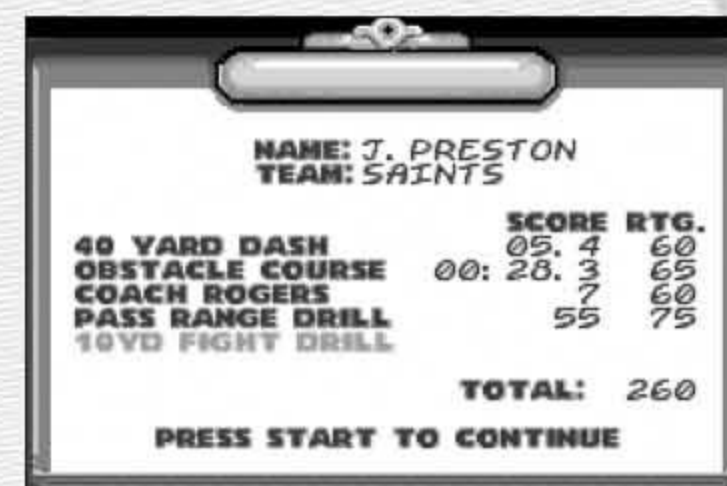 NAME: J. PRESTON
TEAM: SAINTS
SCORE RTG.
40 YARD DASH 05.4 60
OBSTACLE COURSE 00:28.3 65
COACH ROGERS 7 60
PASS RANGE DRILL 55 75
10YD FIGHT DRILL
TOTAL: 260
PRESS START TO CONTINUE